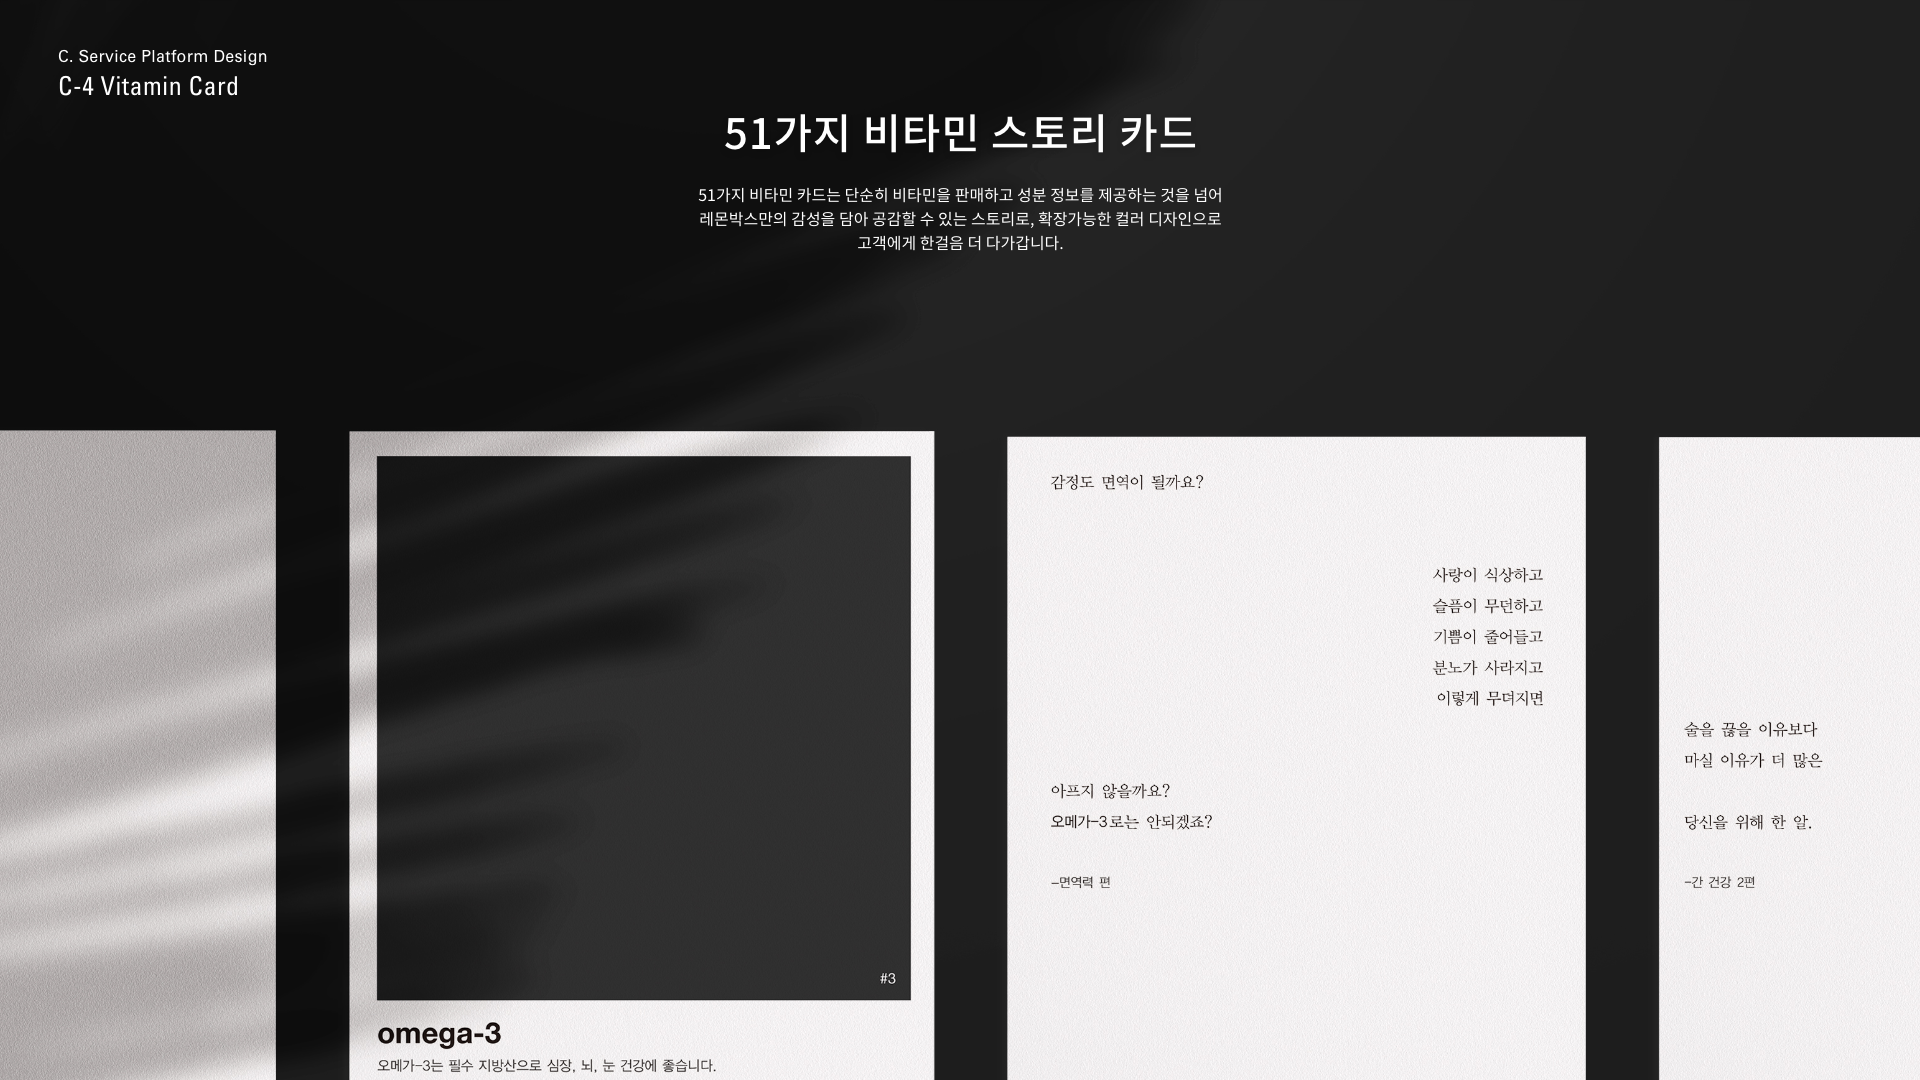 C. Service Platform Design
C-4 Vitamin Card
51가지 비타민 스토리 카드
51가지 비타민 카드는 단순히 비타민을 판매하고 성분 정보를 제공하는 것을 넘어
레몬박스만의 감성을 담아 공감할 수 있는 스토리로, 확장가능한 컬러 디자인으로
고객에게 한걸음 더 다가갑니다.
#3
omega-3
오메가-3는 필수 지방산으로 심장, 뇌, 눈 건강에 좋습니다.
감정도 면역이 될까요?
사랑이 식상하고
슬픔이 무던하고
기쁨이 줄어들고
분노가 사라지고
이렇게 무뎌지면
아프지 않을까요?
오메가-3로는 안되겠죠?
-면역력 편
술을 끊을 이유보다
마실 이유가 더 많은
당신을 위해 한 알.
-간 건강 2편